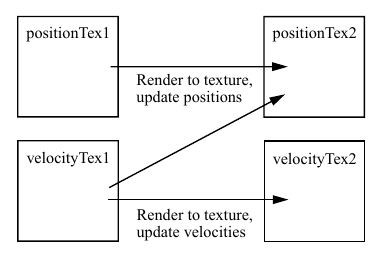 positionTex1
positionTex2
Render to texture,
update positions
velocityTex1
velocityTex2
Render to texture,
update velocities